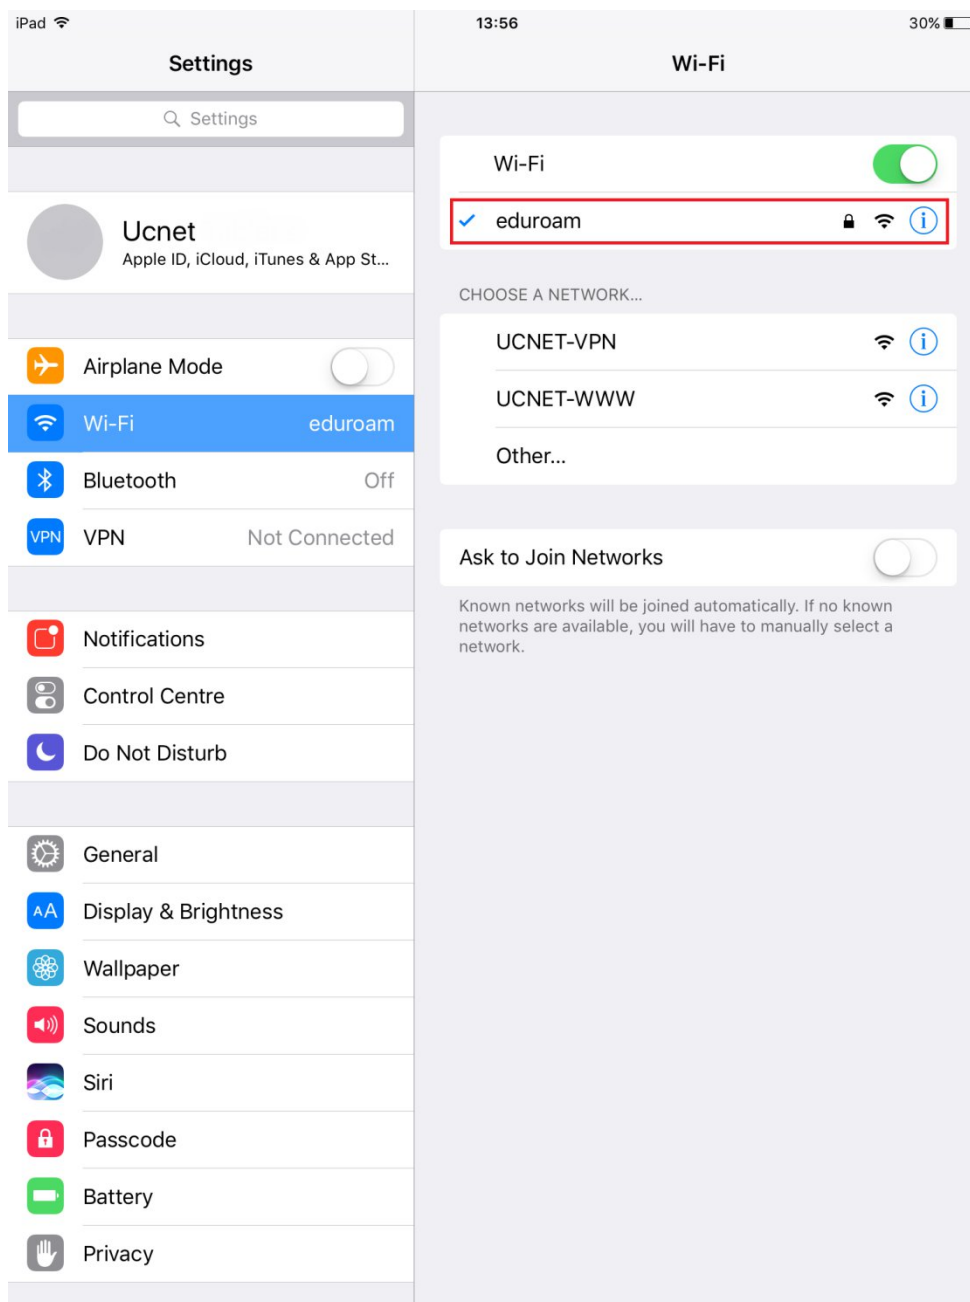 iPad
13:56
30%
Settings
Wi-Fi
Settings
Ucnet
Apple ID, iCloud, iTunes & App St...
Airplane Mode
Wi-Fi eduroam
Bluetooth Off
VPN VPN Not Connected
Notifications
Control Centre
Do Not Disturb
General
AA Display & Brightness
Wallpaper
Sounds
Siri
Passcode
Battery
Privacy
Wi-Fi
eduroam
CHOOSE A NETWORK...
UCNET-VPN
UCNET-WWW
Other...
Ask to Join Networks
Known networks will be joined automatically. If no known
networks are available, you will have to manually select a
network.